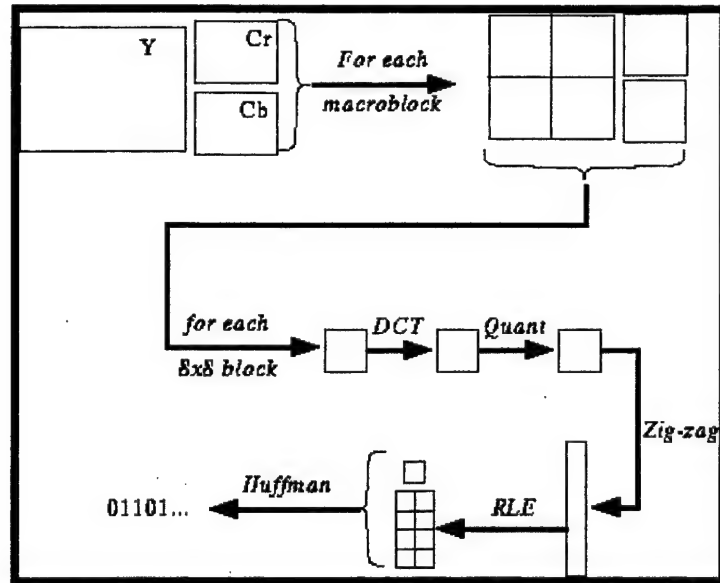 Y
Cr
Cb
For each
macroblock
for each
8x8 block
DCT
Quant
Zig-zag
RLE
Huffman
01101...